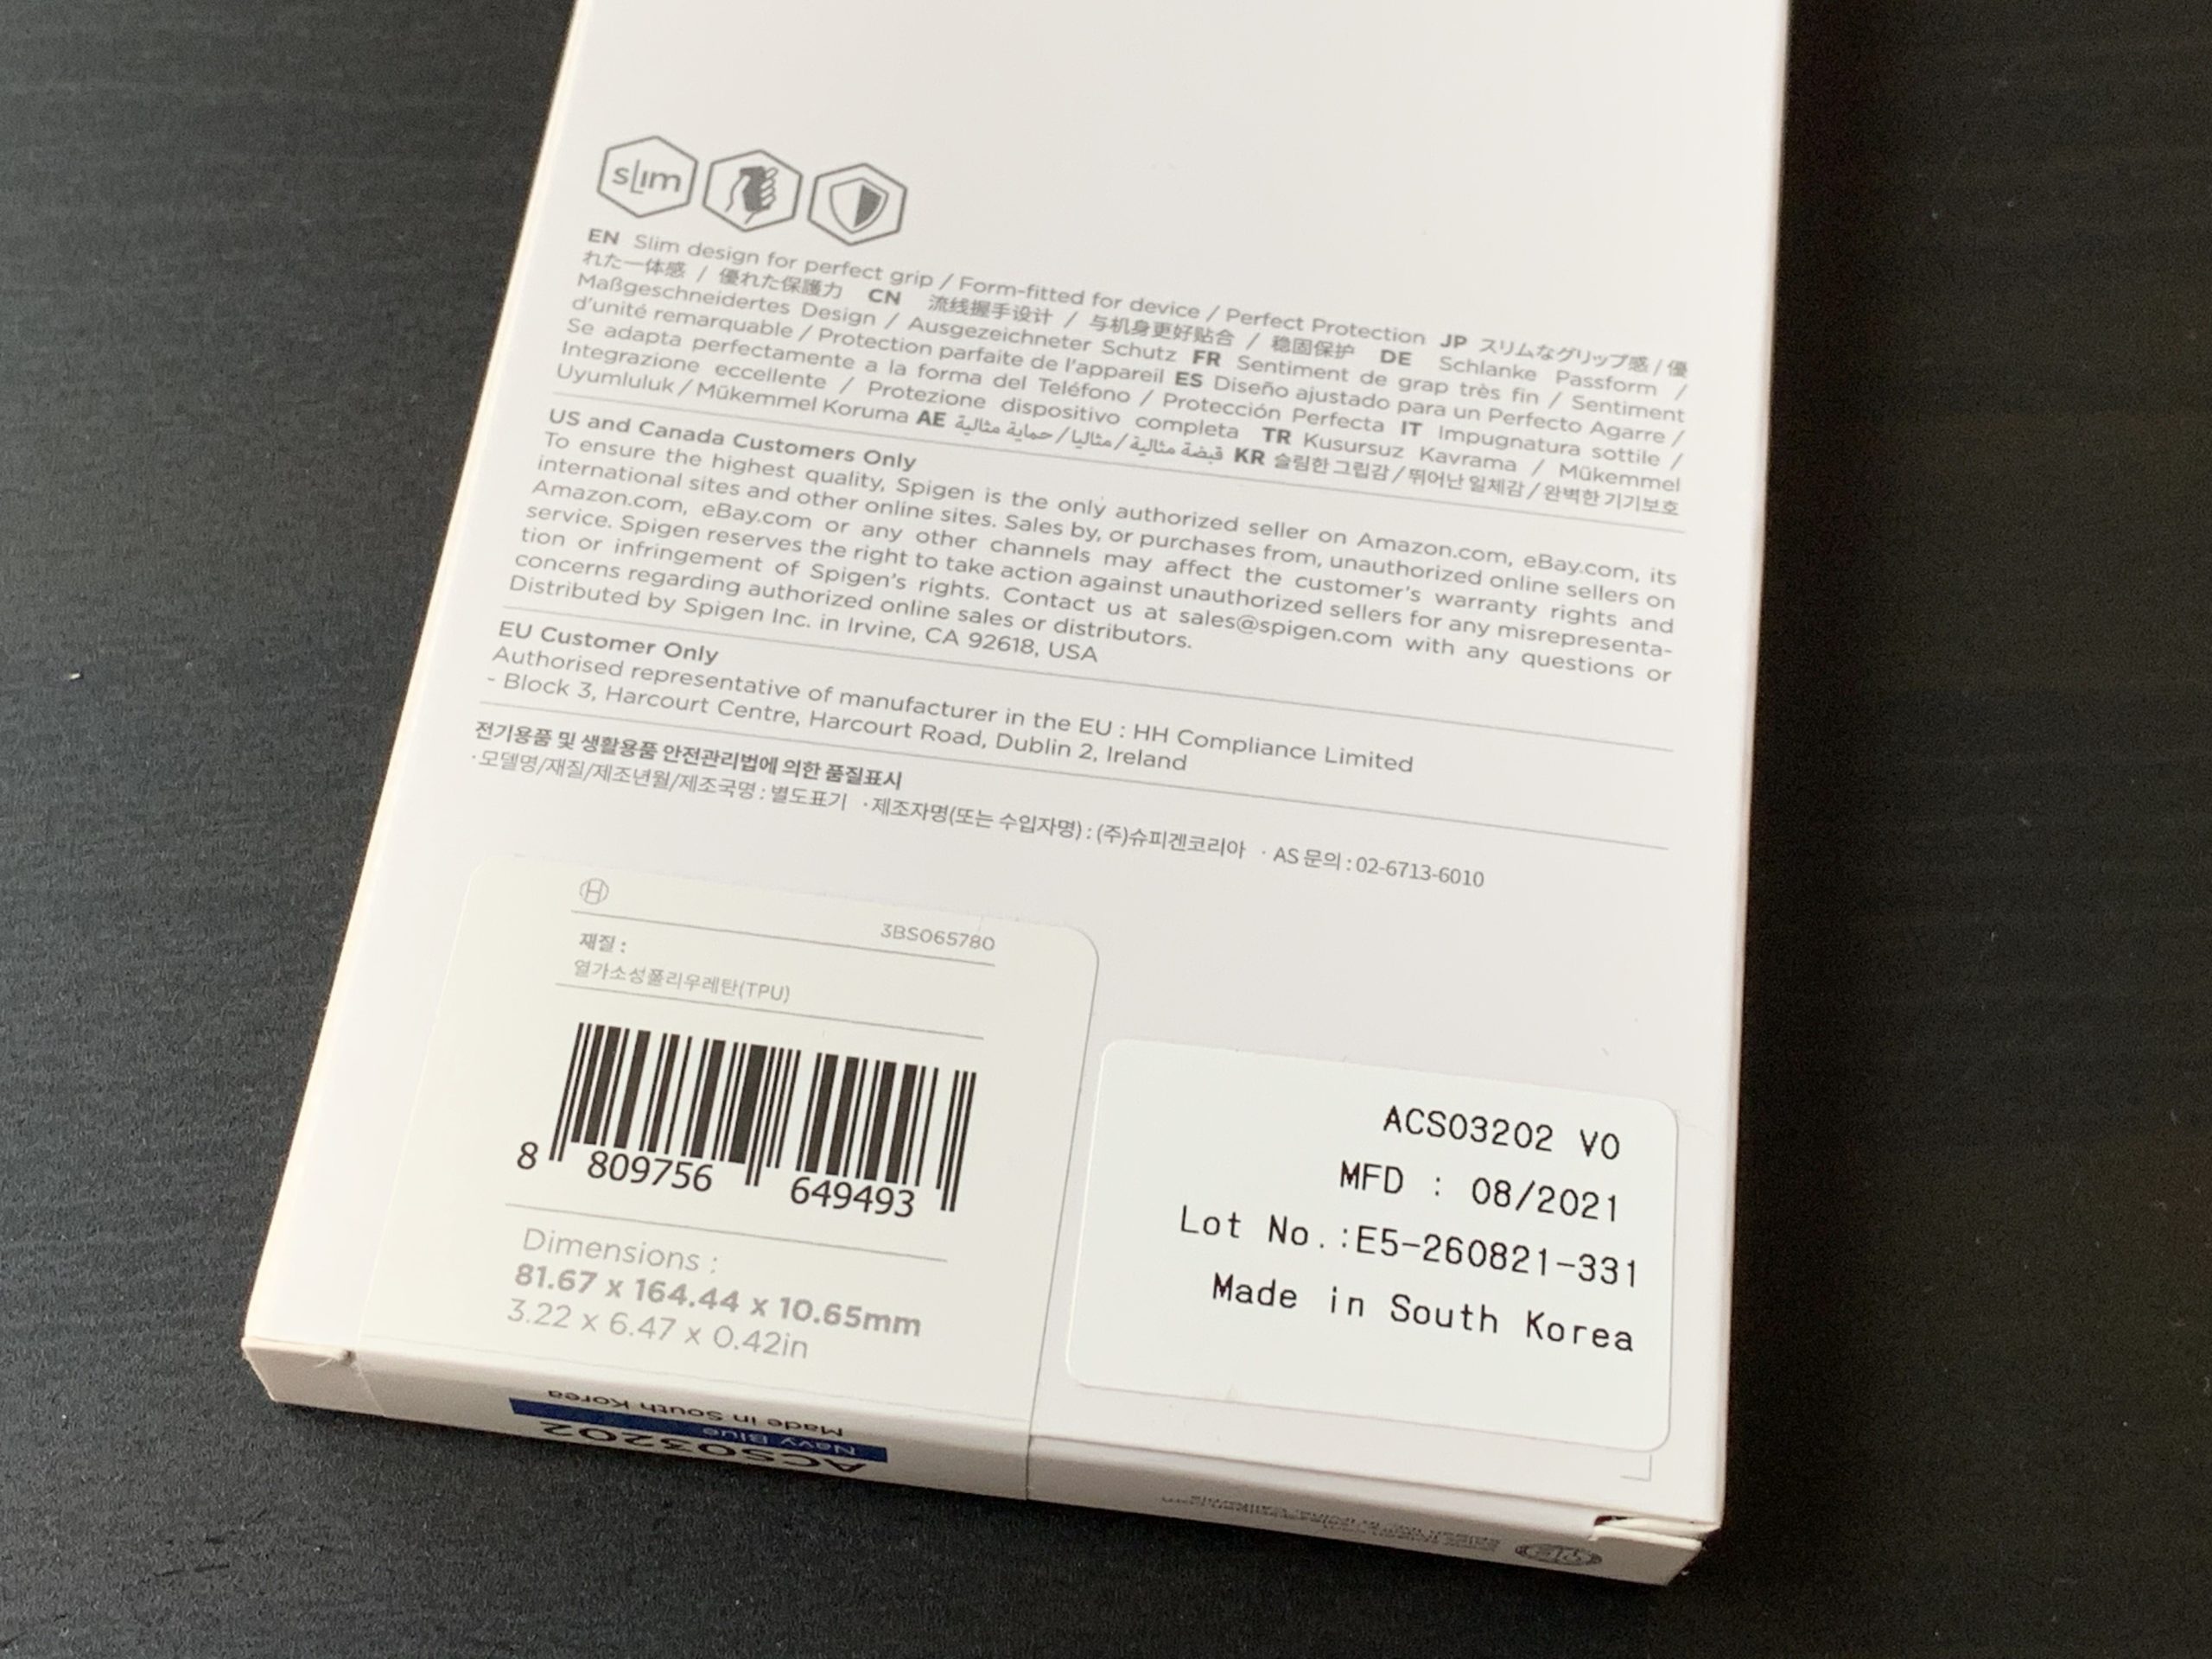 sLım
EN Slim design for perfect grip / Form-fitted for device / Perfect Protection JP スリムなグリップ感 / 優
れた一体感 / 優れた保護力 CN 流线握手设计 / 与机身更好贴合 / 稳固保护 DE Schlanke Passform /
Maßgeschneidertes Design / Ausgezeichneter Schutz FR Sentiment de grap très fin / Sentiment
d'unité remarquable / Protection parfaite de l'appareil ES Diseño ajustado para un Perfecto Agarre /
Se adapta perfectamente a la forma del Teléfono / Protección Perfecta IT Impugnatura sottile /
Integrazione eccellente / Protezione dispositivo completa TR Kusursuz Kavrama / Mükemmel
Uyumluluk / Mükemmel Koruma AE قبضة مثالية/مثاليا/حماية مثالية KR 슬림한 그립감 / 뛰어난 일체감 / 완벽한 기기보호
US and Canada Customers Only
To ensure the highest quality, Spigen is the only authorized seller on Amazon.com, eBay.com, its
international sites and other online sites. Sales by, or purchases from, unauthorized online sellers on
Amazon.com, eBay.com or any other channels may affect the customer's warranty rights and
service. Spigen reserves the right to take action against unauthorized sellers for any misrepresenta-
tion or infringement of Spigen's rights. Contact us at sales@spigen.com with any questions or
concerns regarding authorized online sales or distributors.
Distributed by Spigen Inc. in Irvine, CA 92618, USA
EU Customer Only
Authorised representative of manufacturer in the EU : HH Compliance Limited
- Block 3, Harcourt Centre, Harcourt Road, Dublin 2, Ireland
전기용품 및 생활용품 안전관리법에 의한 품질표시
·모델명/재질/제조년월/제조국명 : 별도표기 ·제조자명(또는 수입자명) : (주)슈피겐코리아 · AS 문의 : 02-6713-6010
H
3BS065780
재질 :
열가소성폴리우레탄(TPU)
8 809756 649493
Dimensions :
81.67 x 164.44 x 10.65mm
3.22 x 6.47 x 0.42in
ACS03202 V0
MFD : 08/2021
Lot No.:E5-260821-331
Made in South Korea
ACS03202
Navy Blue
Made in South Korea